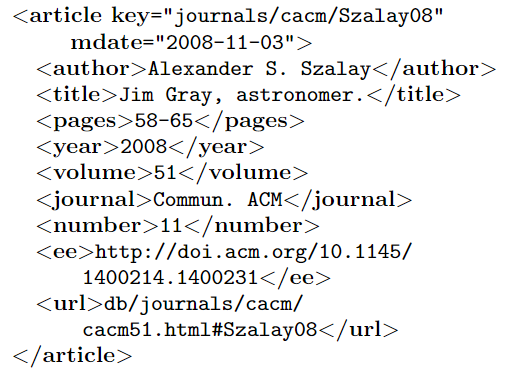 <article key="journals/cacm/Szalay08"
mdate="2008-11-03">
<author>Alexander S. Szalay</author>
<title>Jim Gray, astronomer.</title>
<pages>58-65</pages>
<year>2008</year>
<volume>51</volume>
<journal>Commun. ACM</journal>
<number>11</number>
<ee>http://doi.acm.org/10.1145/
1400214.1400231</ee>
<url>db/journals/cacm/
cacm51.html#Szalay08</url>
</article>